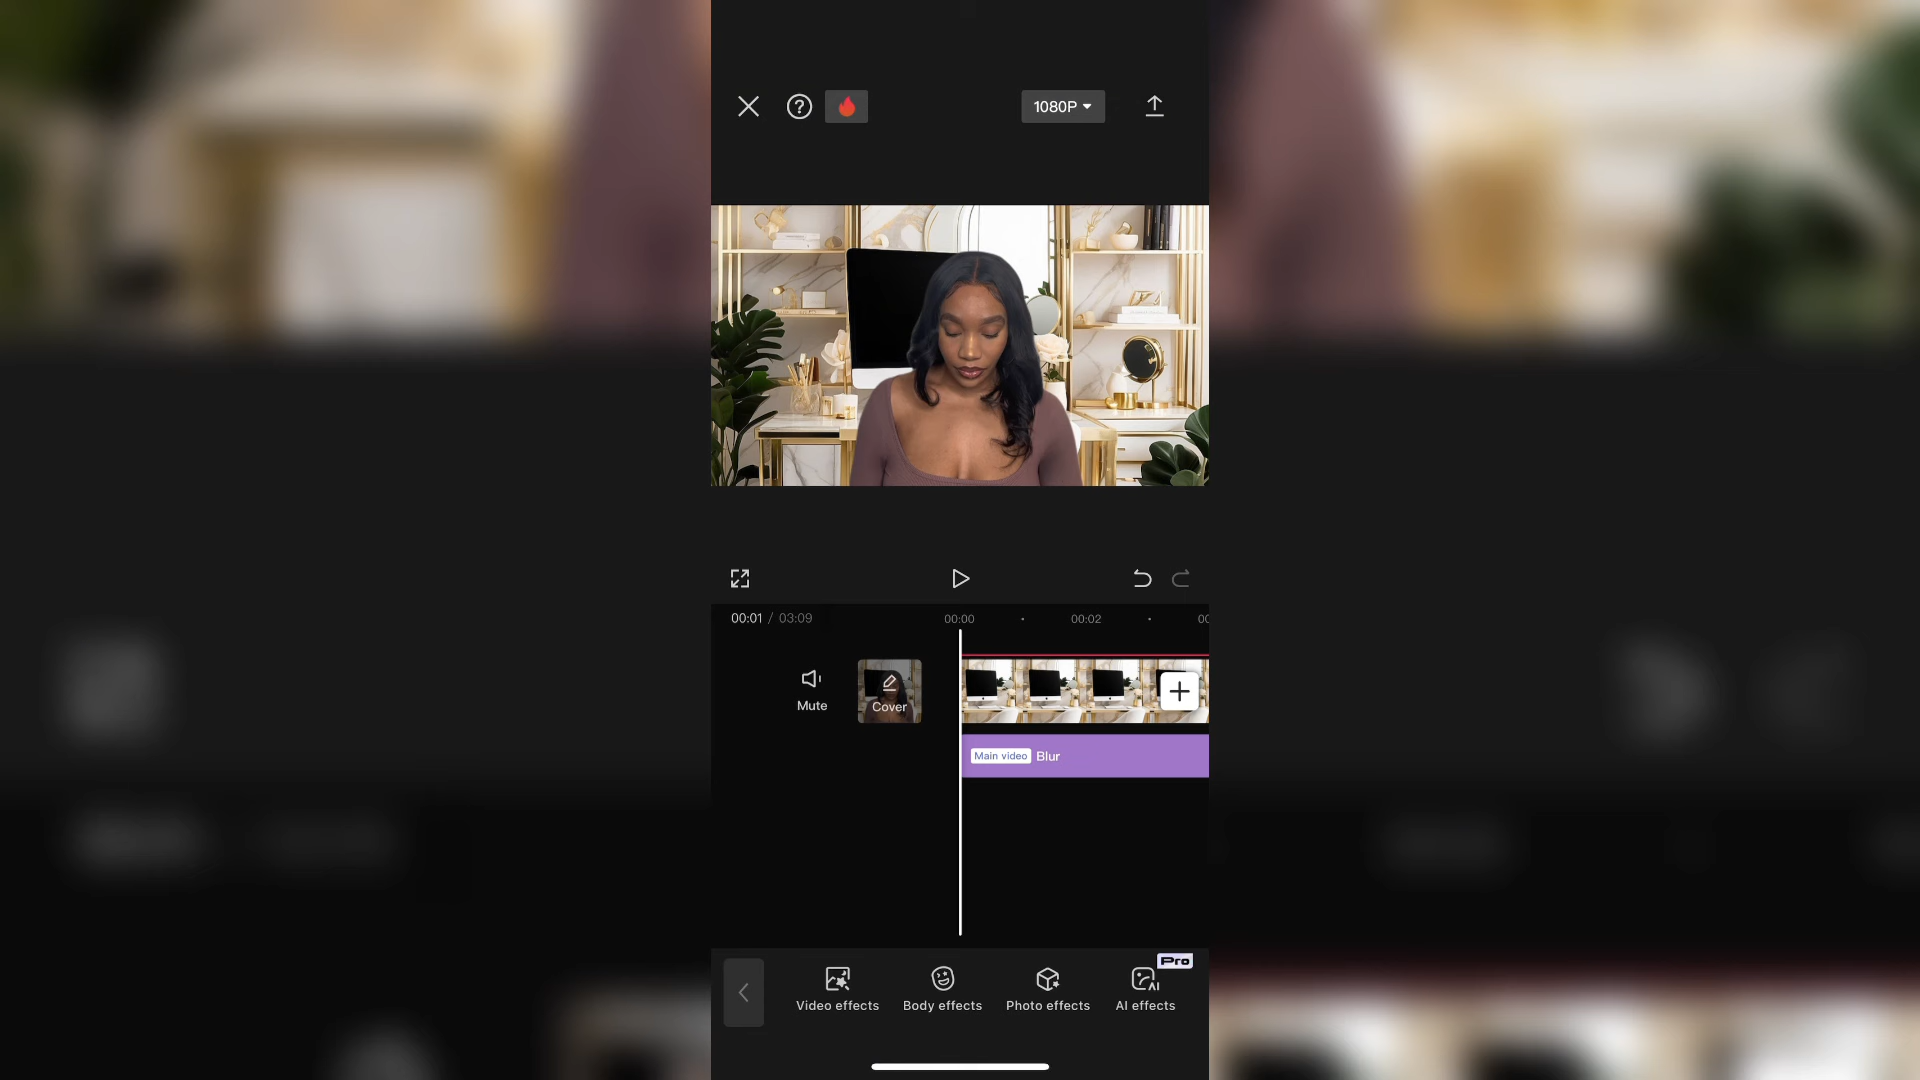 1080P
00:01 / 03:09
00:00
00:02
Mute
Cover
Main video Blur
Pro
Video effects
Body effects
Photo effects
AI effects